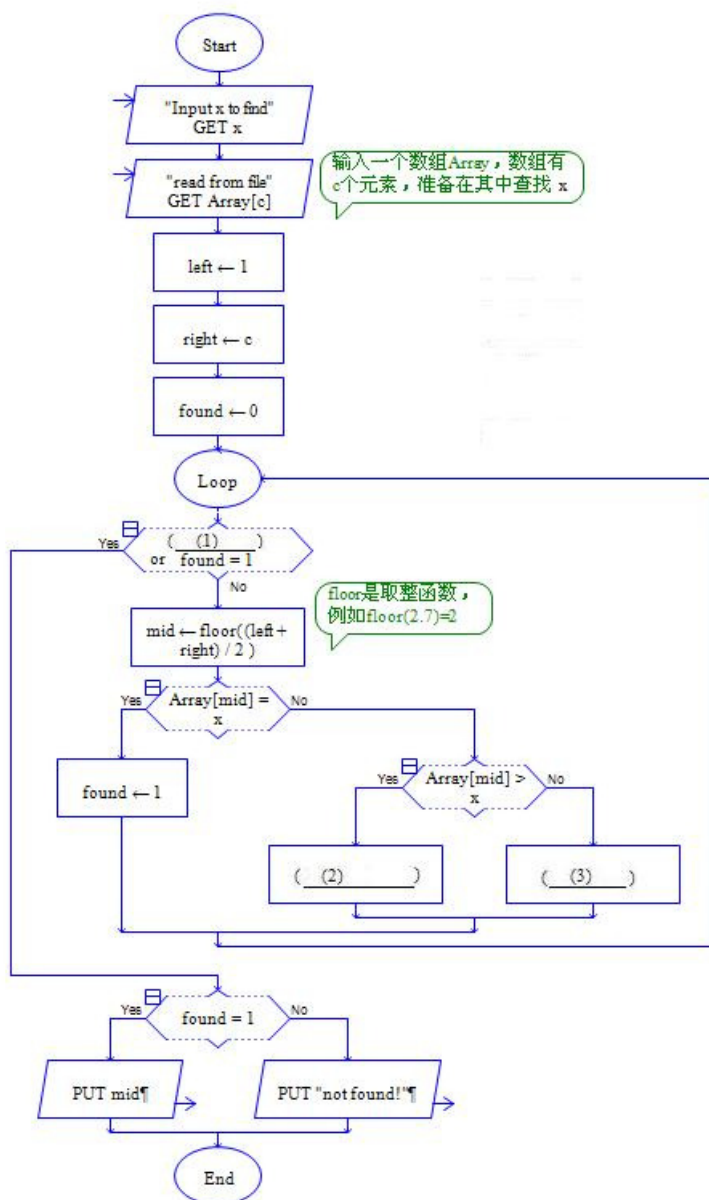 Start
"Input x to find"
GET x
"read from file"
GET Array[c]
输入一个数组Array，数组有
c个元素，准备在其中查找 x
left ← 1
right ← c
found ← 0
Loop
Yes
( (1) )
or found = 1
No
mid ← floor((left +
right) / 2 )
floor是取整函数，
例如floor(2.7)=2
Yes
Array[mid] =
x
No
found ← 1
Yes
Array[mid] >
x
No
( (2) )
( (3) )
Yes
found = 1
No
PUT mid¶
PUT "not found!"¶
End